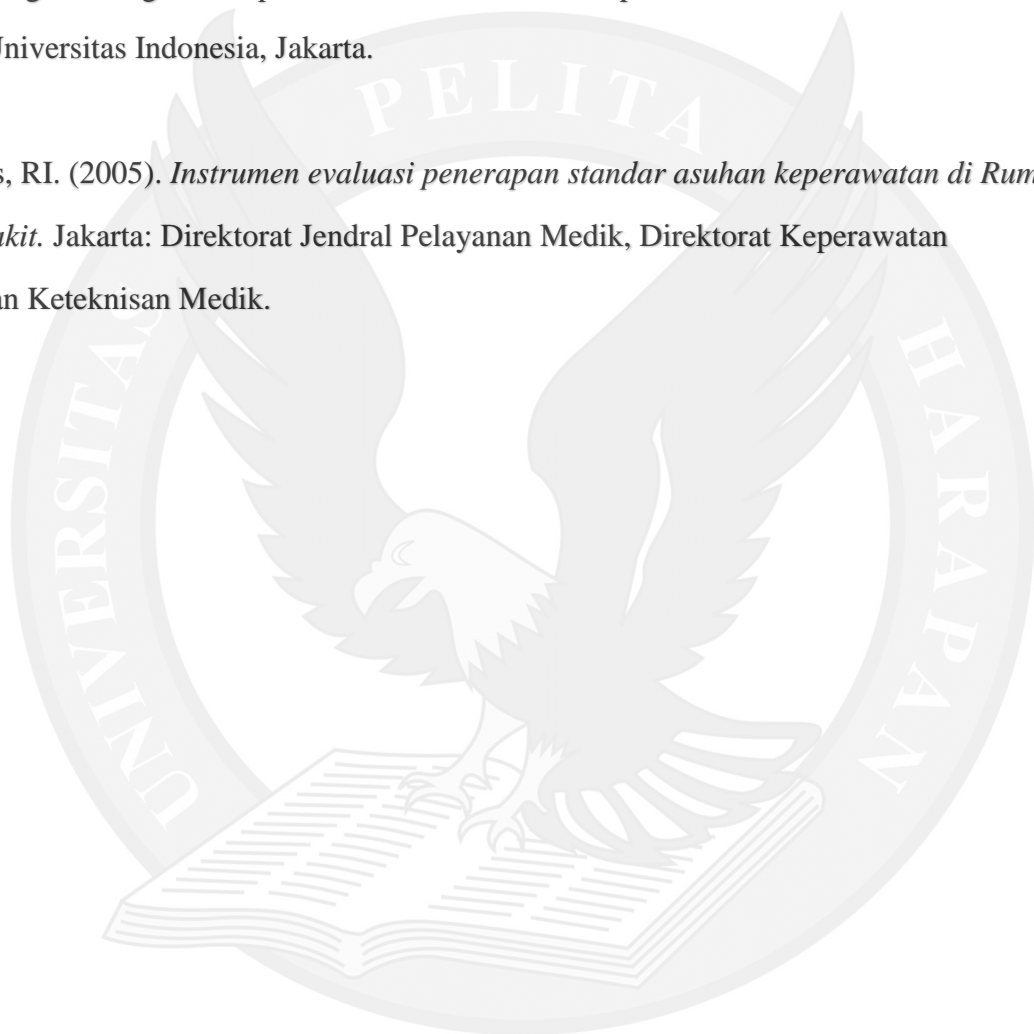 Universitas Indonesia, Jakarta.
s, RI. (2005). Instrumen evaluasi penerapan standar asuhan keperawatan di Rum
akit. Jakarta: Direktorat Jendral Pelayanan Medik, Direktorat Keperawatan
an Keteknisan Medik.
UNIVERSITAS PELITA HARAPAN